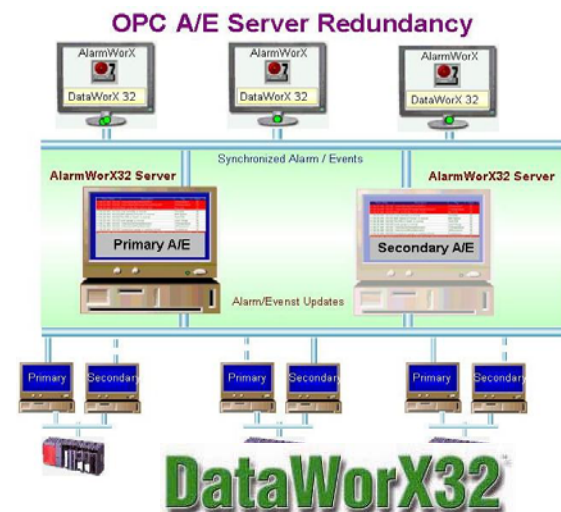 OPC A/E Server Redundancy
AlarmWorX
AlarmWorX
AlarmWorX
DataWorX 32
DataWorX 32
DataWorX 32
Synchronized Alarm / Events
AlarmWorX32 Server
AlarmWorX32 Server
Primary A/E
Secondary A/E
Alarm/Evenst Updates
Primary
Secondary
Primary
Secondary
Primary
Secondary
DataWorX32